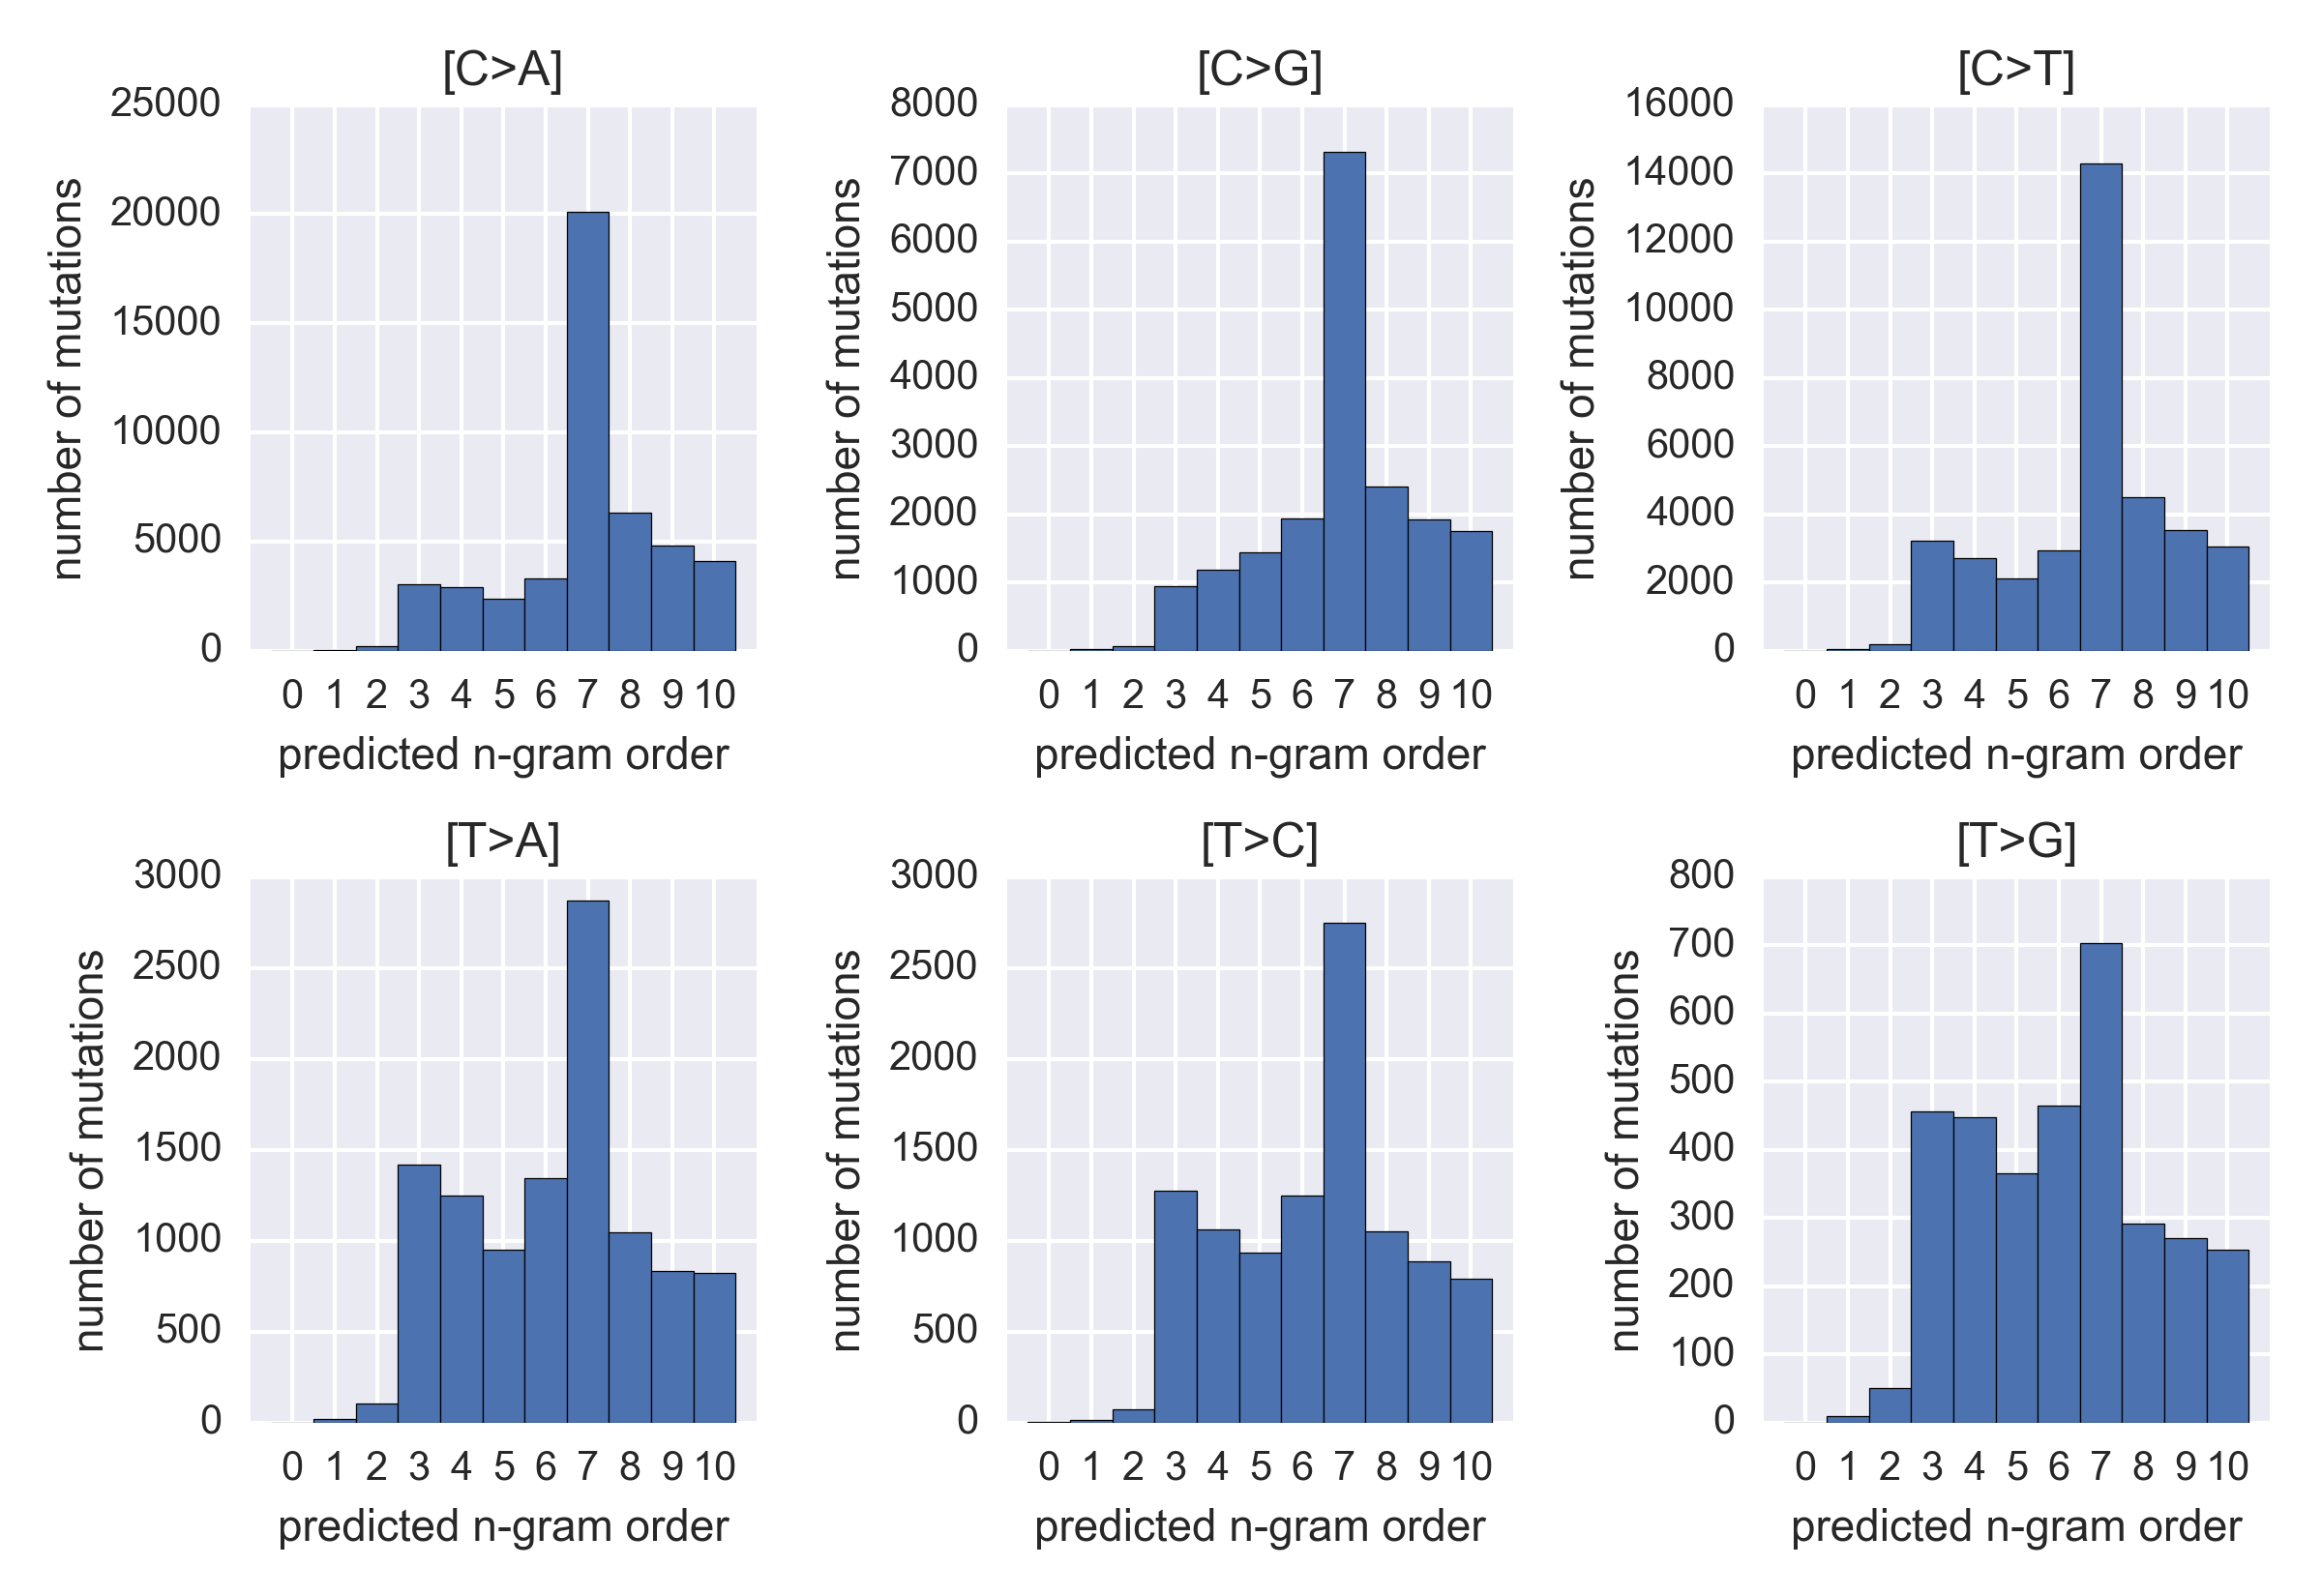 [C>A]
25000
20000
15000
10000
5000
0
number of mutations
0 1 2 3 4 5 6 7 8 9 10
predicted n-gram order
[C>G]
8000
7000
6000
5000
4000
3000
2000
1000
0
number of mutations
0 1 2 3 4 5 6 7 8 9 10
predicted n-gram order
[C>T]
16000
14000
12000
10000
8000
6000
4000
2000
0
number of mutations
0 1 2 3 4 5 6 7 8 9 10
predicted n-gram order
[T>A]
3000
2500
2000
1500
1000
500
0
number of mutations
0 1 2 3 4 5 6 7 8 9 10
predicted n-gram order
[T>C]
3000
2500
2000
1500
1000
500
0
number of mutations
0 1 2 3 4 5 6 7 8 9 10
predicted n-gram order
[T>G]
800
700
600
500
400
300
200
100
0
number of mutations
0 1 2 3 4 5 6 7 8 9 10
predicted n-gram order